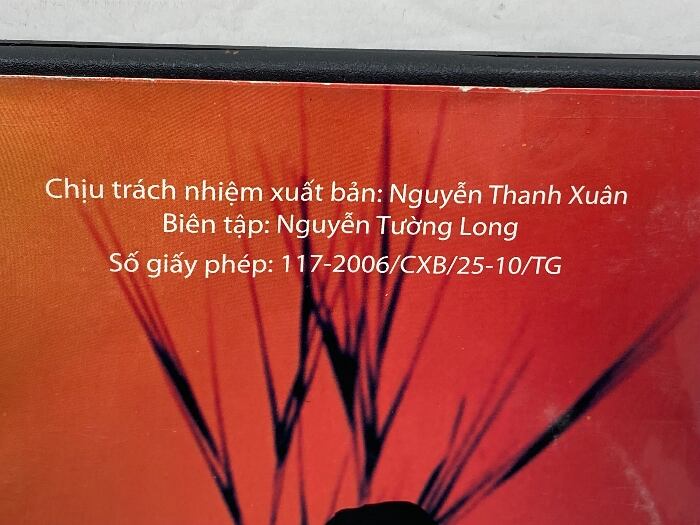 Chịu trách nhiệm xuất bản: Nguyễn Thanh Xuân
Biên tập: Nguyễn Tường Long
Số giấy phép: 117-2006/CXB/25-10/TG